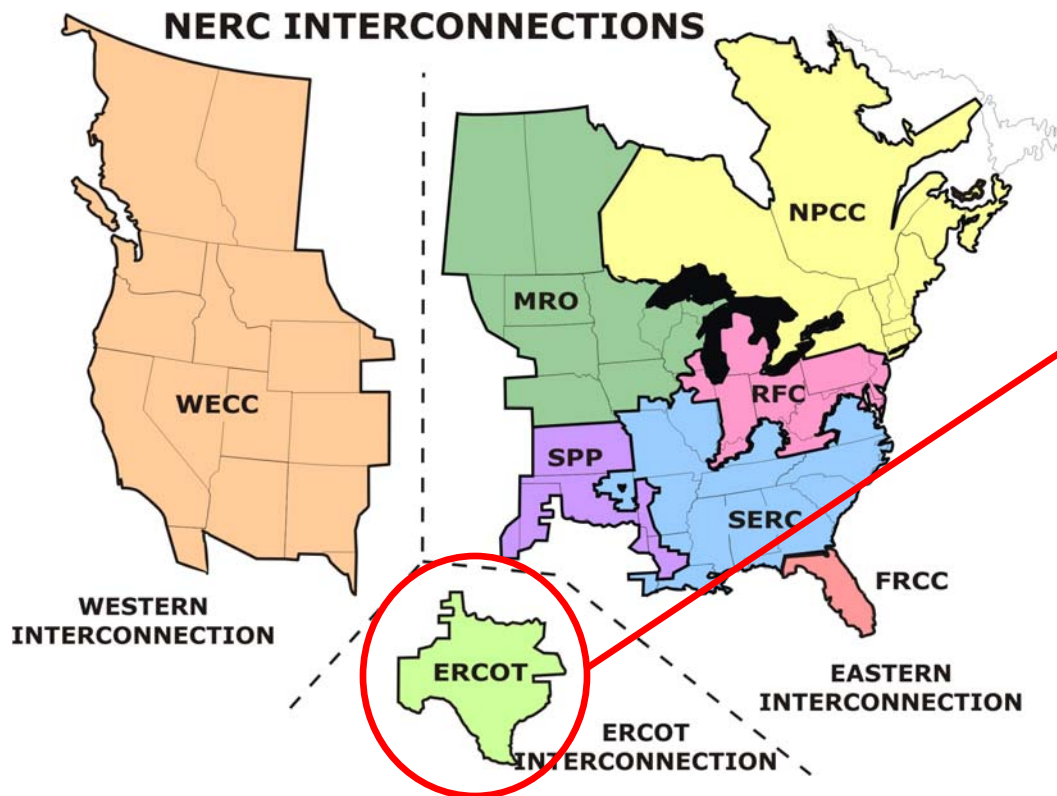 NERC INTERCONNECTIONS
NPCC
MRO
RFC
WECC
SPP
SERC
FRCC
WESTERN
INTERCONNECTION
ERCOT
EASTERN
INTERCONNECTION
ERCOT
INTERCONNECTION